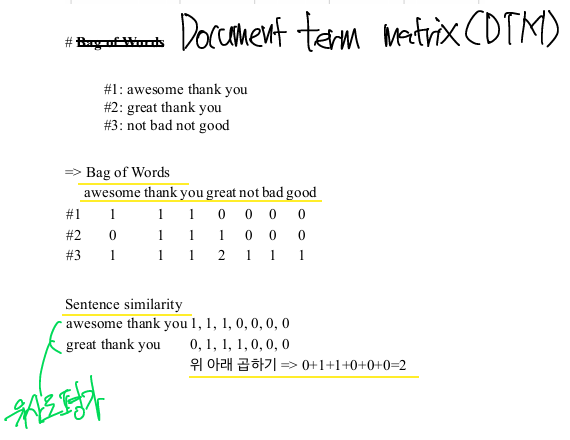 # Bag of Words Document term matrix(DTM)
#1: awesome thank you
#2: great thank you
#3: not bad not good
=> Bag of Words
awesome thank you great not bad good
#1 1 1 1 0 0 0 0
#2 0 1 1 1 0 0 0
#3 1 1 1 2 1 1 1
Sentence similarity
awesome thank you 1, 1, 1, 0, 0, 0, 0
great thank you 0, 1, 1, 1, 0, 0, 0
위 아래 곱하기 => 0+1+1+0+0+0=2
유사도 평가